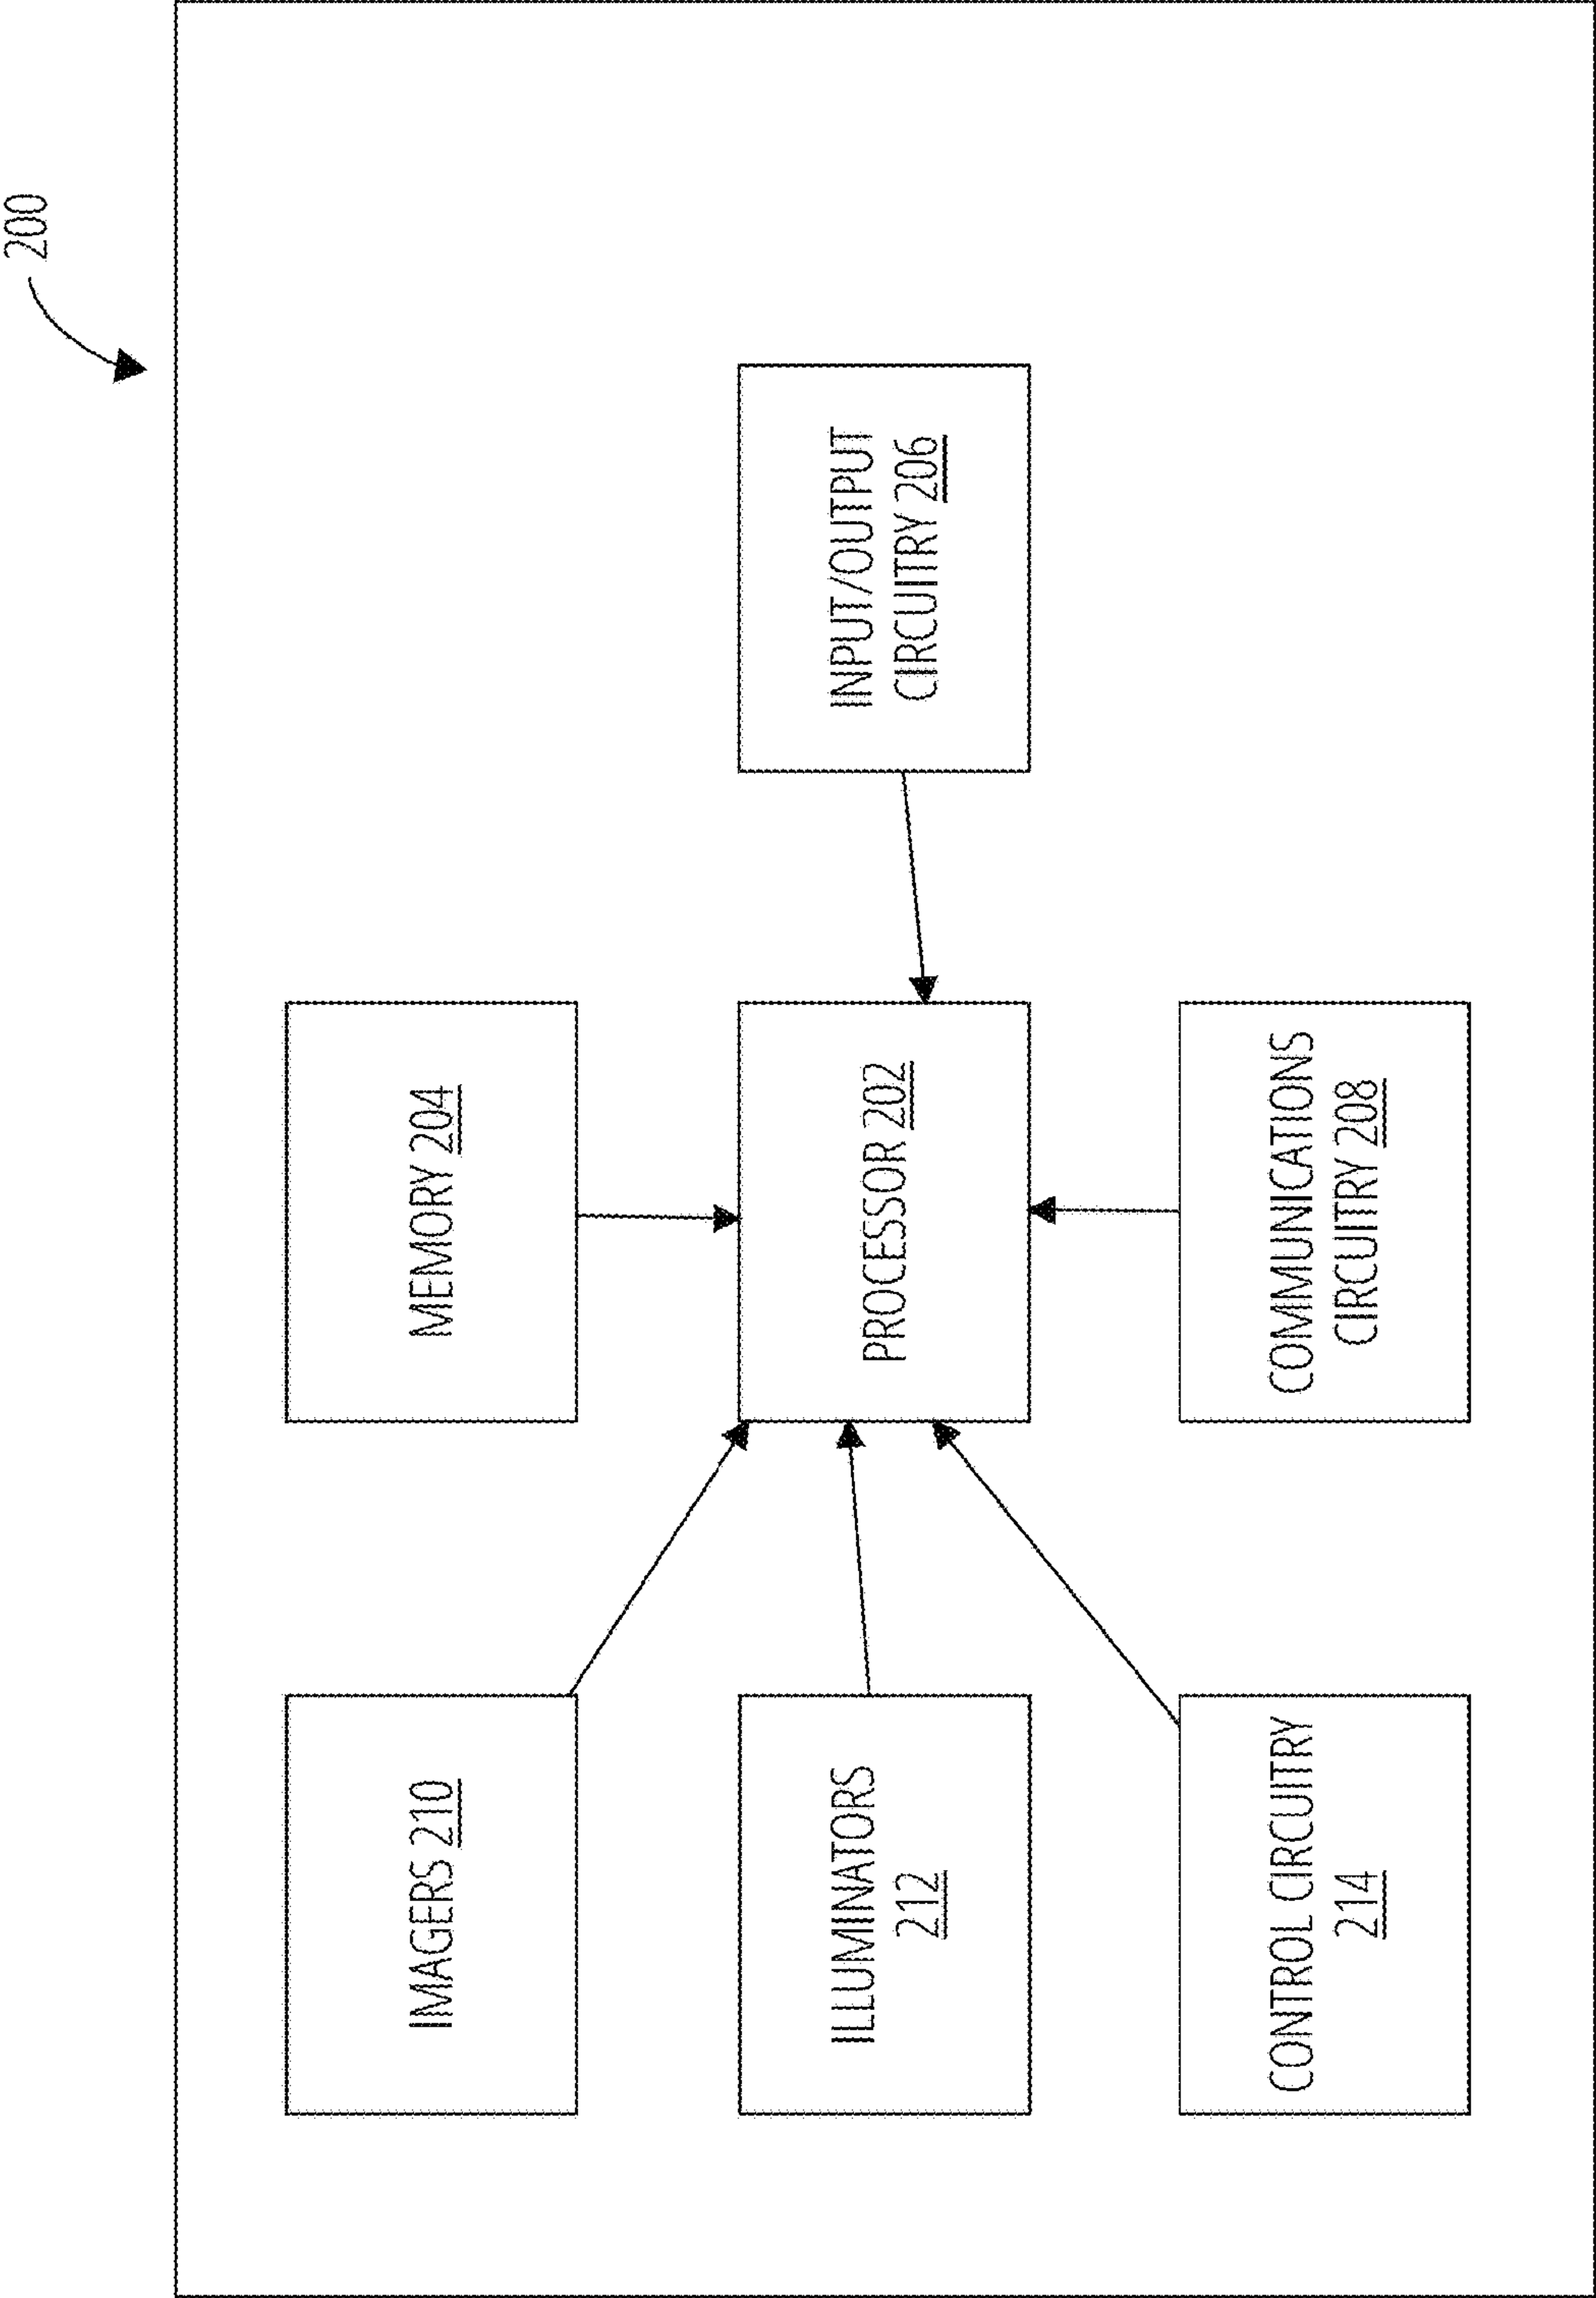 200
MEMORY 204
IMAGERS 210
INPUT/OUTPUT
CIRCUITRY 206
PROCESSOR 202
ILLUMINATORS
212
COMMUNICATIONS
CIRCUITRY 208
CONTROL CIRCUITRY
214